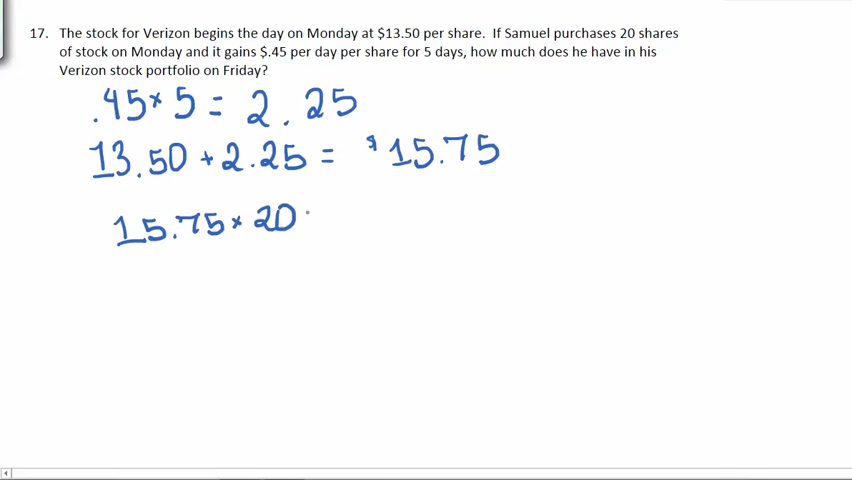 17. The stock for Verizon begins the day on Monday at $13.50 per share. If Samuel purchases 20 shares
of stock on Monday and it gains $.45 per day per share for 5 days, how much does he have in his
Verizon stock portfolio on Friday?
.45 × 5 = 2.25
13.50 + 2.25 = $15.75
15.75 × 20